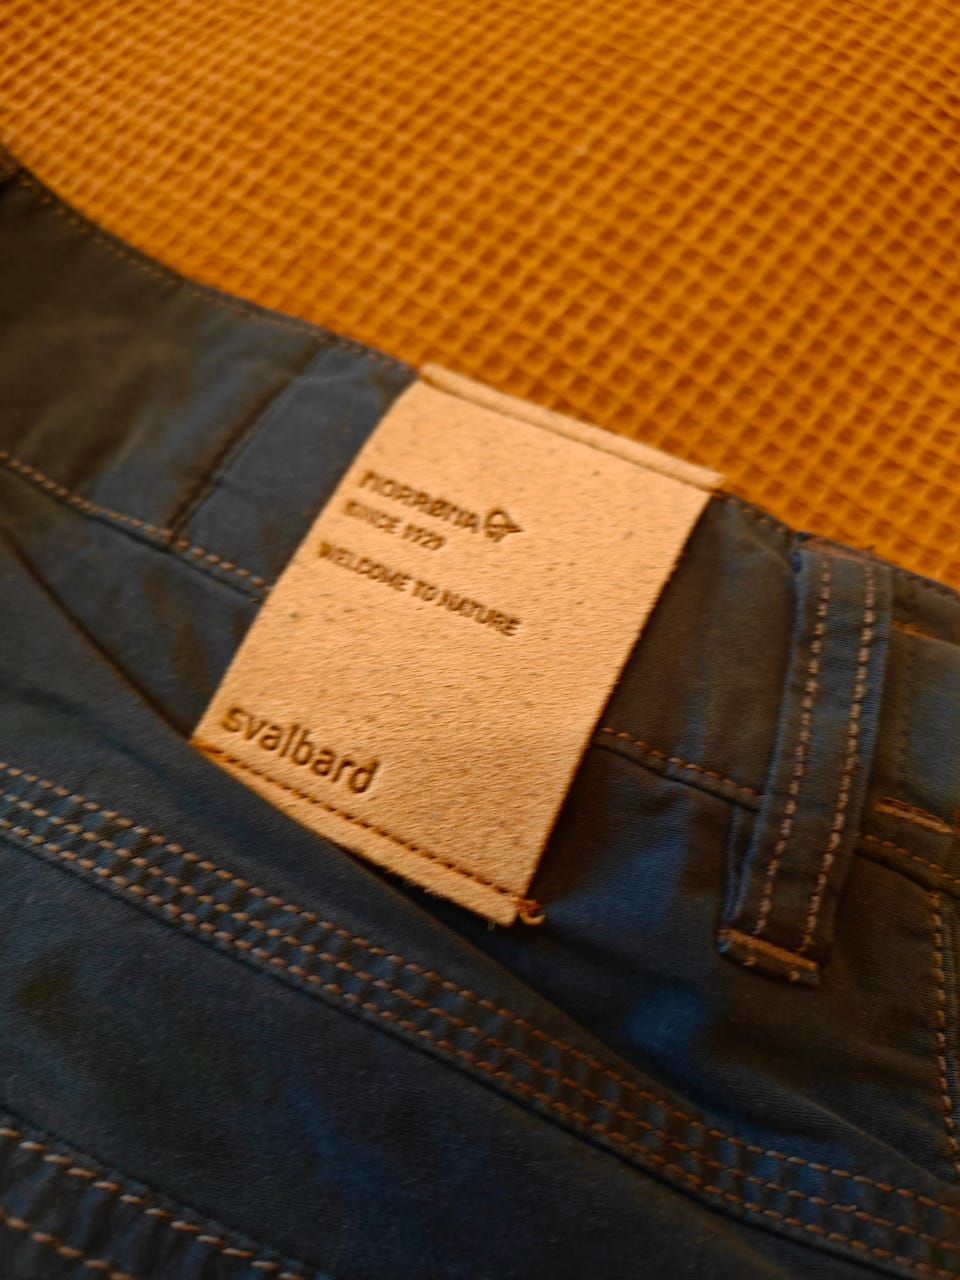 NORRØNA
SINCE 1929
WELCOME TO NATURE
svalbard